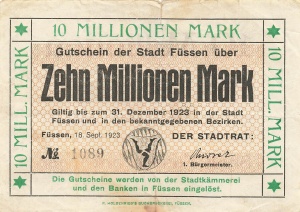 10 MILLIONEN MARK
10 MILL. MARK
Gutschein der Stadt Füssen über
Zehn Millionen Mark
Giltig bis zum 31. Dezember 1923 in der Stadt
Füssen und in den bekanntgegebenen Bezirken.
Füssen, 18. Sept. 1923.
DER STADTRAT:
№ 1089
1. Bürgermeister.
10 MILL. MARK
Die Gutscheine werden von der Stadtkämmerei
und den Banken in Füssen eingelöst.